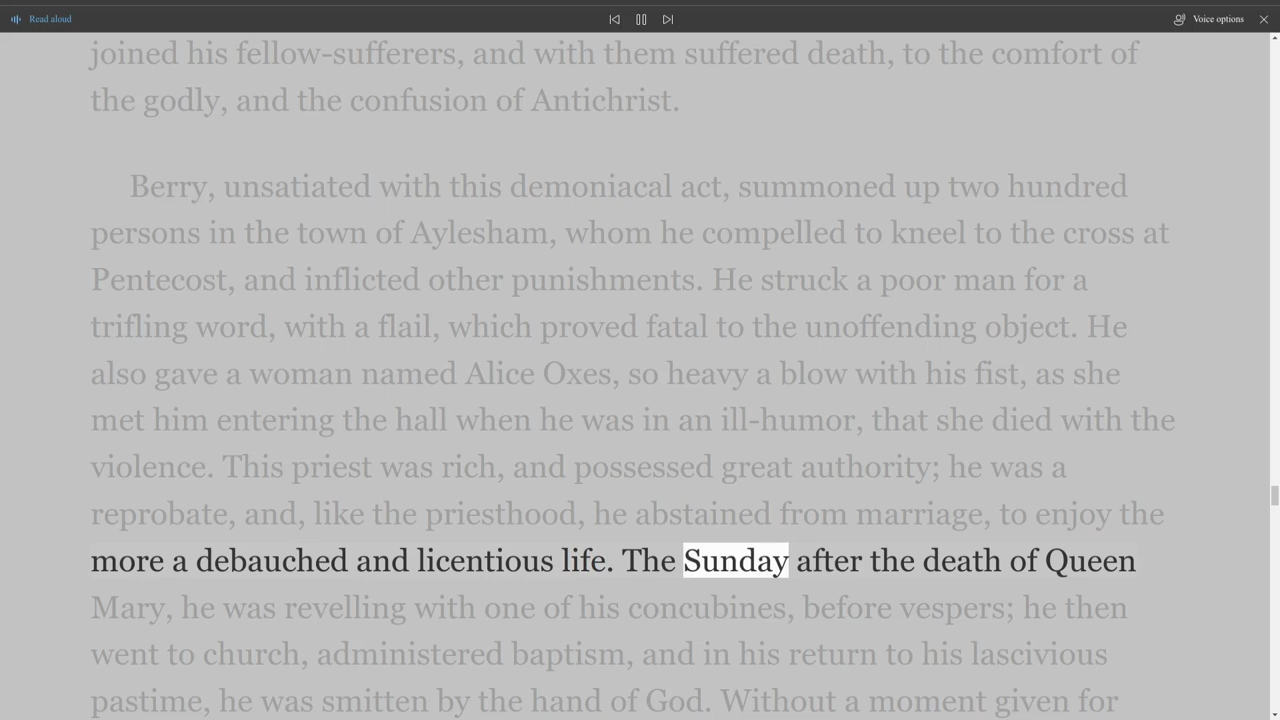 Read aloud
Voice options
joined his fellow-sufferers, and with them suffered death, to the comfort of
the godly, and the confusion of Antichrist.
Berry, unsatiated with this demoniacal act, summoned up two hundred
persons in the town of Aylesham, whom he compelled to kneel to the cross at
Pentecost, and inflicted other punishments. He struck a poor man for a
trifling word, with a flail, which proved fatal to the unoffending object. He
also gave a woman named Alice Oxes, so heavy a blow with his fist, as she
met him entering the hall when he was in an ill-humor, that she died with the
violence. This priest was rich, and possessed great authority; he was a
reprobate, and, like the priesthood, he abstained from marriage, to enjoy the
more a debauched and licentious life. The Sunday after the death of Queen
Mary, he was revelling with one of his concubines, before vespers; he then
went to church, administered baptism, and in his return to his lascivious
pastime, he was smitten by the hand of God. Without a moment given for